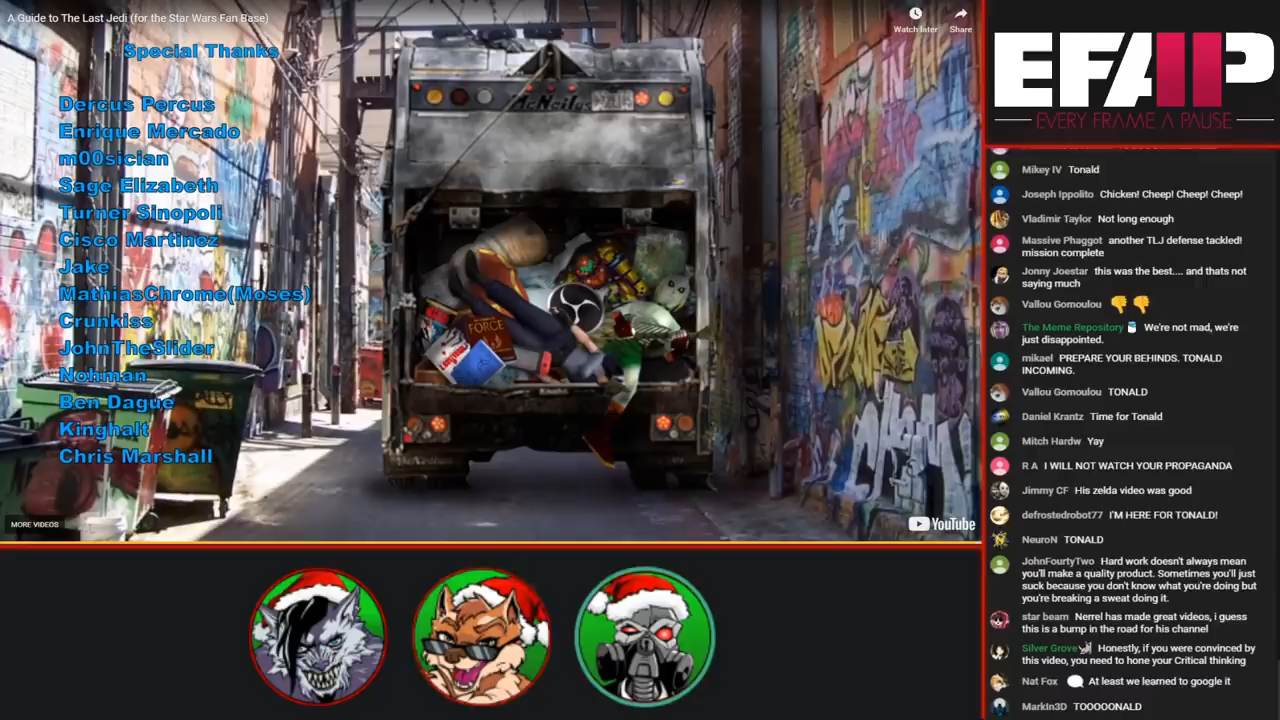 A Guide to The Last Jedi (for the Star Wars Fan Base)
Watch later
Share
Special Thanks
Dercus Percus
Enrique Mercado
m00sician
Sage Elizabeth
Turner Sinopoli
Cisco Martinez
Jake
MathiasChrome(Moses)
Crunkiss
JohnTheSlider
Nohman
Ben Dague
Kinghalt
Chris Marshall
McNeilus
FORCE
MORE VIDEOS
YouTube
EFAP
EVERY FRAME A PAUSE
Mikey IV Tonald
Joseph Ippolito Chicken! Cheep! Cheep! Cheep!
Vladimir Taylor Not long enough
Massive Phaggot another TLJ defense tackled!
mission complete
Jonny Joestar this was the best.... and thats not
saying much
Vallou Gomoulou 👎 👎
The Meme Repository We're not mad, we're
just disappointed.
mikael PREPARE YOUR BEHINDS. TONALD
INCOMING.
Vallou Gomoulou TONALD
Daniel Krantz Time for Tonald
Mitch Hardw Yay
R A I WILL NOT WATCH YOUR PROPAGANDA
Jimmy CF His zelda video was good
defrostedrobot77 I'M HERE FOR TONALD!
NeuroN TONALD
JohnFourtyTwo Hard work doesn't always mean
you'll make a quality product. Sometimes you'll just
suck because you don't know what you're doing but
you're breaking a sweat doing it.
star beam Nerrel has made great videos, i guess
this is a bump in the road for his channel
Silver Grove Honestly, if you were convinced by
this video, you need to hone your Critical thinking
Nat Fox 🗨 At least we learned to google it
MarkIn3D TOOOOONALD